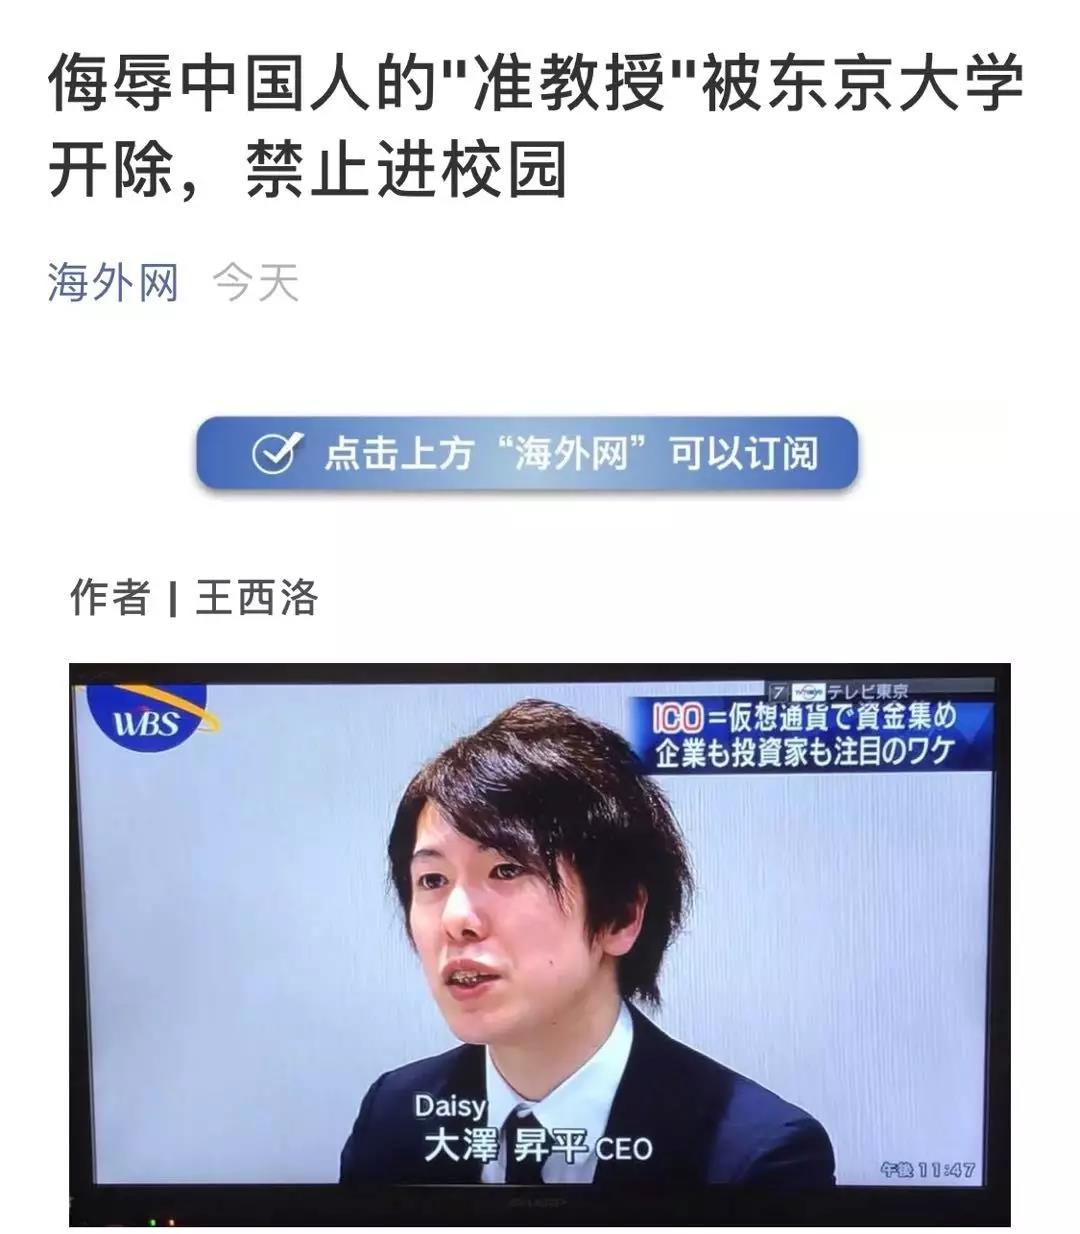 侮辱中国人的"准教授"被东京大学
开除，禁止进校园
海外网 今天
点击上方“海外网”可以订阅
作者 | 王西洛
7 テレビ東京
WBS
ICO=仮想通貨で資金集め
企業も投資家も注目のワケ
Daisy
大澤 昇平 CEO
午後 11:47